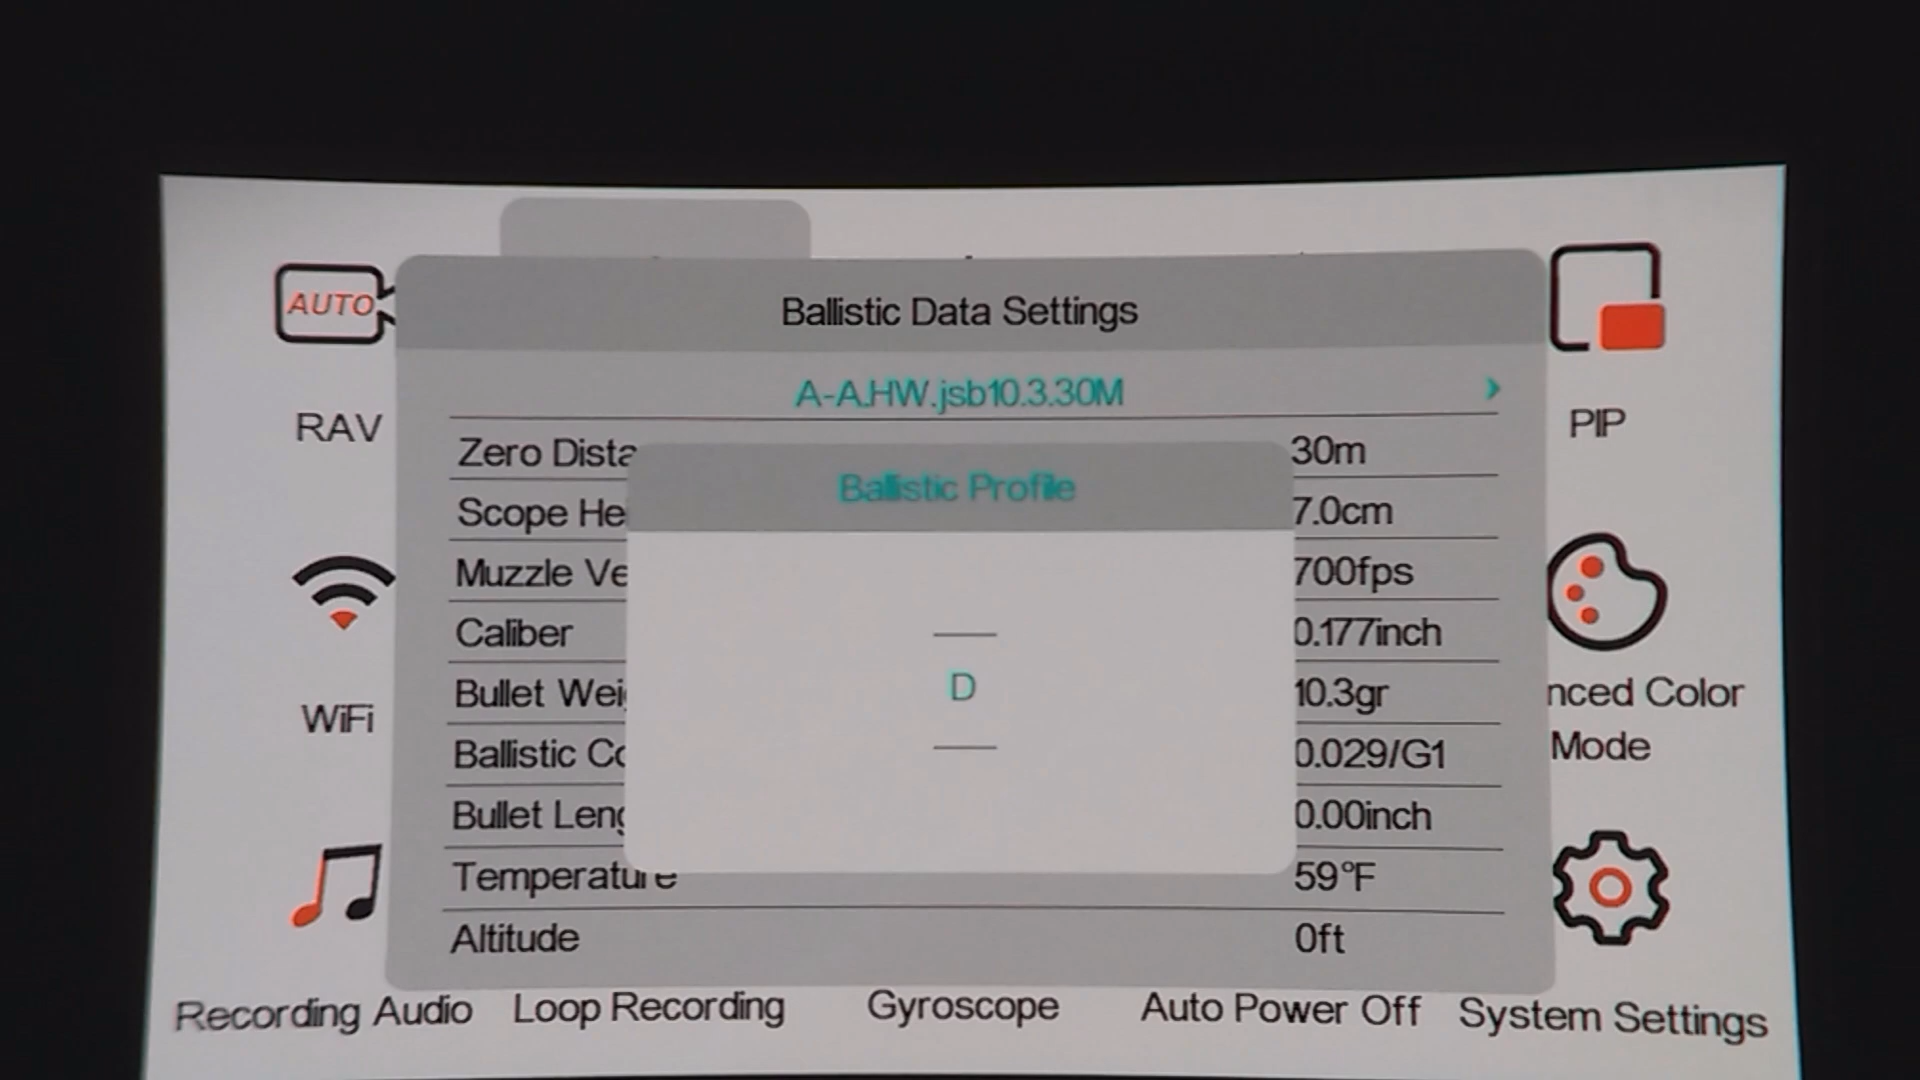 Ballistic Data Settings
AUTO
A-A.HW.jsb10.3.30M
RAV
PIP
Zero Dista 30m
Ballistic Profile
Scope He 7.0cm
Muzzle Ve 700fps
Caliber 0.177inch
D
Bullet Wei 10.3gr
WiFi
nced Color
Mode
Ballistic Co 0.029/G1
Bullet Leng 0.00inch
Temperature 59°F
Altitude 0ft
Recording Audio Loop Recording Gyroscope Auto Power Off System Settings